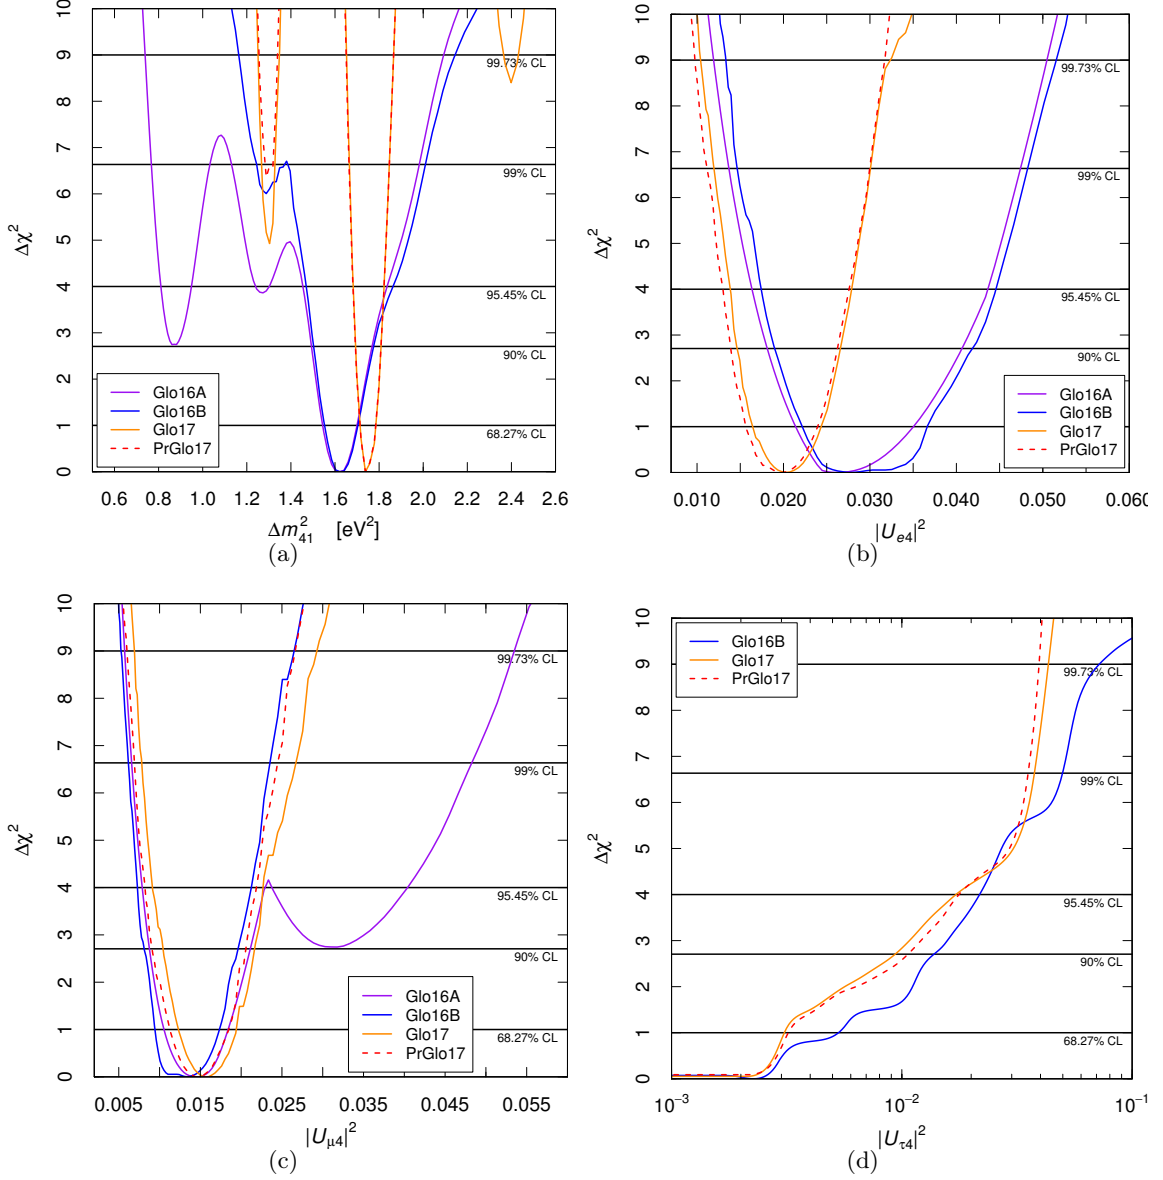 10
9
8
7
6
5
4
3
2
1
0
Δχ²
99.73% CL
99% CL
95.45% CL
90% CL
68.27% CL
Glo16A
Glo16B
Glo17
PrGlo17
0.6 0.8 1.0 1.2 1.4 1.6 1.8 2.0 2.2 2.4 2.6
Δm²₄₁ [eV²]
(a)
10
9
8
7
6
5
4
3
2
1
0
Δχ²
99.73% CL
99% CL
95.45% CL
90% CL
68.27% CL
Glo16A
Glo16B
Glo17
PrGlo17
0.010 0.020 0.030 0.040 0.050 0.060
|Uₑ₄|²
(b)
10
9
8
7
6
5
4
3
2
1
0
Δχ²
99.73% CL
99% CL
95.45% CL
90% CL
68.27% CL
Glo16A
Glo16B
Glo17
PrGlo17
0.005 0.015 0.025 0.035 0.045 0.055
|U_μ4|²
(c)
10
9
8
7
6
5
4
3
2
1
0
Δχ²
Glo16B
Glo17
PrGlo17
99.73% CL
99% CL
95.45% CL
90% CL
68.27% CL
10⁻³ 10⁻² 10⁻¹
|U_τ4|²
(d)